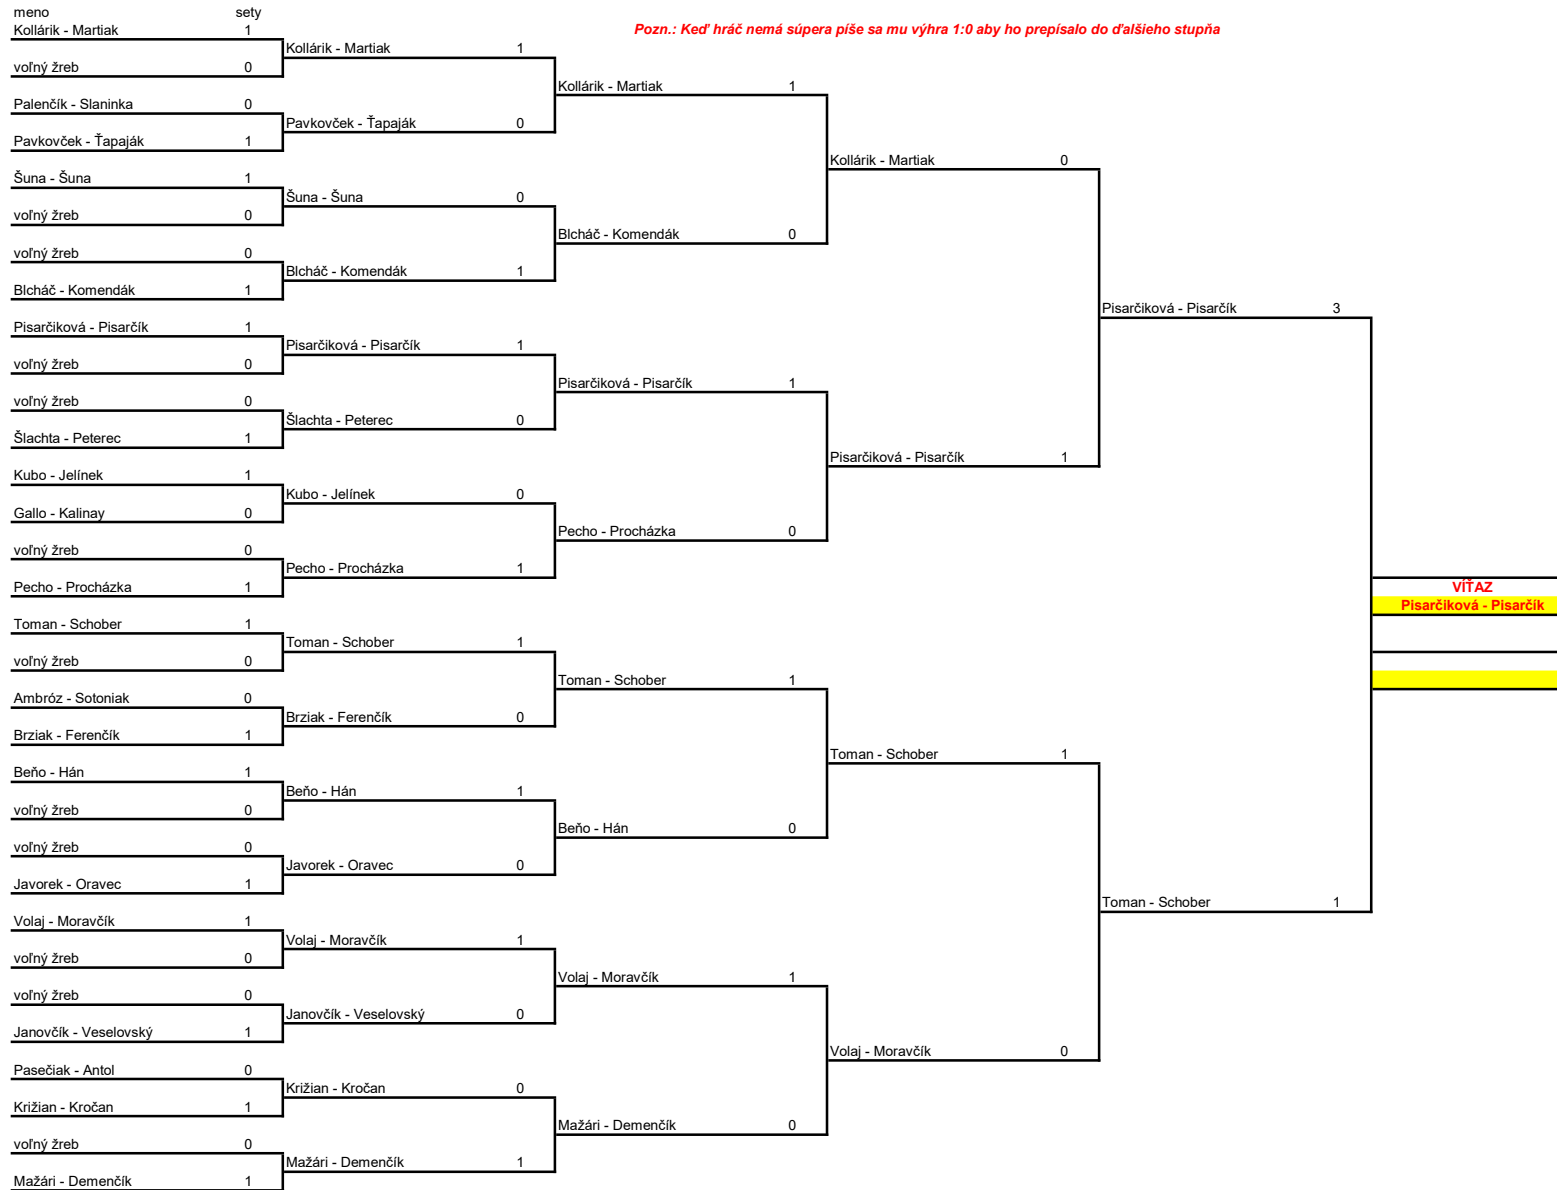 meno sety
Kollárik - Martiak 1
Pozn.: Keď hráč nemá súpera píše sa mu výhra 1:0 aby ho prepísalo do ďalšieho stupňa
Kollárik - Martiak 1
voľný žreb 0
Kollárik - Martiak 1
Palenčík - Slaninka 0
Pavkovček - Ťapaják 0
Pavkovček - Ťapaják 1
Kollárik - Martiak 0
Šuna - Šuna 1
Šuna - Šuna 0
voľný žreb 0
Blcháč - Komendák 0
voľný žreb 0
Blcháč - Komendák 1
Blcháč - Komendák 1
Pisarčiková - Pisarčík 3
Pisarčiková - Pisarčík 1
Pisarčiková - Pisarčík 1
voľný žreb 0
Pisarčiková - Pisarčík 1
voľný žreb 0
Šlachta - Peterec 0
Šlachta - Peterec 1
Pisarčiková - Pisarčík 1
Kubo - Jelínek 1
Kubo - Jelínek 0
Gallo - Kalinay 0
Pecho - Procházka 0
voľný žreb 0
Pecho - Procházka 1
Pecho - Procházka 1
VÍŤAZ
Pisarčiková - Pisarčík
Toman - Schober 1
Toman - Schober 1
voľný žreb 0
Toman - Schober 1
Ambróz - Sotoniak 0
Brziak - Ferenčík 0
Brziak - Ferenčík 1
Toman - Schober 1
Beňo - Hán 1
Beňo - Hán 1
voľný žreb 0
Beňo - Hán 0
voľný žreb 0
Javorek - Oravec 0
Javorek - Oravec 1
Toman - Schober 1
Volaj - Moravčík 1
Volaj - Moravčík 1
voľný žreb 0
Volaj - Moravčík 1
voľný žreb 0
Janovčík - Veselovský 0
Janovčík - Veselovský 1
Volaj - Moravčík 0
Pasečiak - Antol 0
Križian - Kročan 0
Križian - Kročan 1
Mažári - Demenčík 0
voľný žreb 0
Mažári - Demenčík 1
Mažári - Demenčík 1